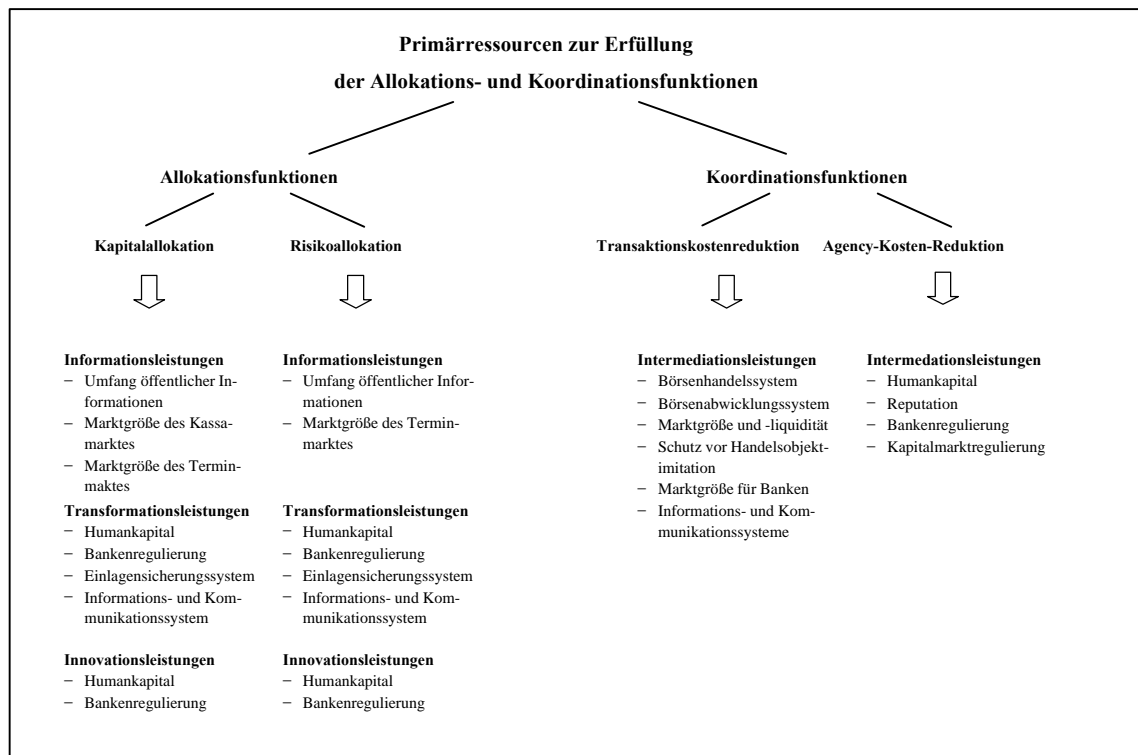 Primärressourcen zur Erfüllung
der Allokations- und Koordinationsfunktionen
Allokationsfunktionen
Koordinationsfunktionen
Kapitalallokation
Risikoallokation
Transaktionskostenreduktion
Agency-Kosten-Reduktion
Informationsleistungen
– Umfang öffentlicher In-
formationen
– Marktgröße des Kassa-
marktes
– Marktgröße des Termin-
maktes
Transformationsleistungen
– Humankapital
– Bankenregulierung
– Einlagensicherungssystem
– Informations- und Kom-
munikationssystem
Innovationsleistungen
– Humankapital
– Bankenregulierung
Informationsleistungen
– Umfang öffentlicher Infor-
mationen
– Marktgröße des Termin-
marktes
Transformationsleistungen
– Humankapital
– Bankenregulierung
– Einlagensicherungssystem
– Informations- und Kom-
munikationssystem
Innovationsleistungen
– Humankapital
– Bankenregulierung
Intermediationsleistungen
– Börsenhandelssystem
– Börsenabwicklungssystem
– Marktgröße und -liquidität
– Schutz vor Handelsobjekt-
imitation
– Marktgröße für Banken
– Informations- und Kom-
munikationssysteme
Intermedationsleistungen
– Humankapital
– Reputation
– Bankenregulierung
– Kapitalmarktregulierung